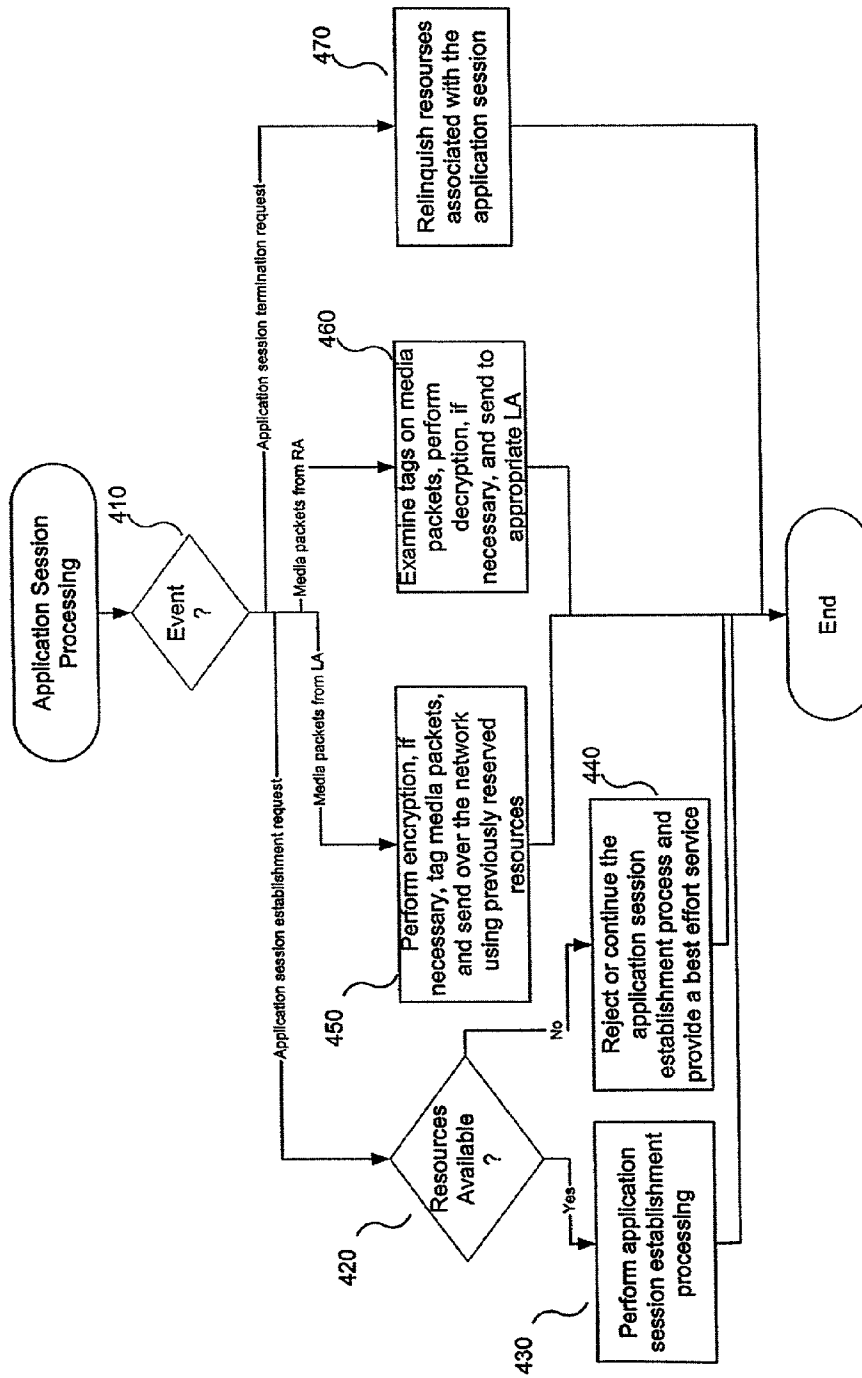 Application Session
Processing
410
Event
?
Application session establishment request
Media packets from LA
Media packets from RA
Application session termination request
420
Resources
Available
?
Yes
No
430
Perform application
session establishment
processing
440
Reject or continue the
application session
establishment process and
provide a best effort service
450
Perform encryption, if
necessary, tag media packets,
and send over the network
using previously reserved
resources
460
Examine tags on media
packets, perform
decryption, if
necessary, and send to
appropriate LA
470
Relinquish resourses
associated with the
application session
End